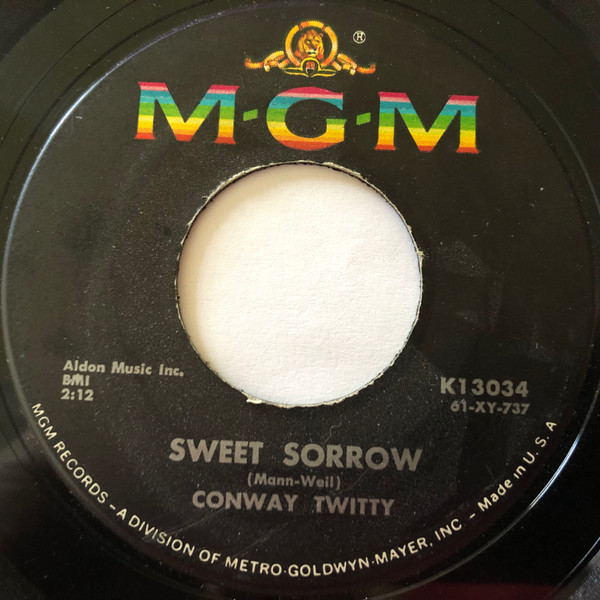 ®
M·G·M
Aldon Music Inc.
BMI
2:12
K13034
61-XY-737
SWEET SORROW
(Mann-Weil)
CONWAY TWITTY
MGM RECORDS – A DIVISION OF METRO·GOLDWYN·MAYER, INC – Made in U. S. A